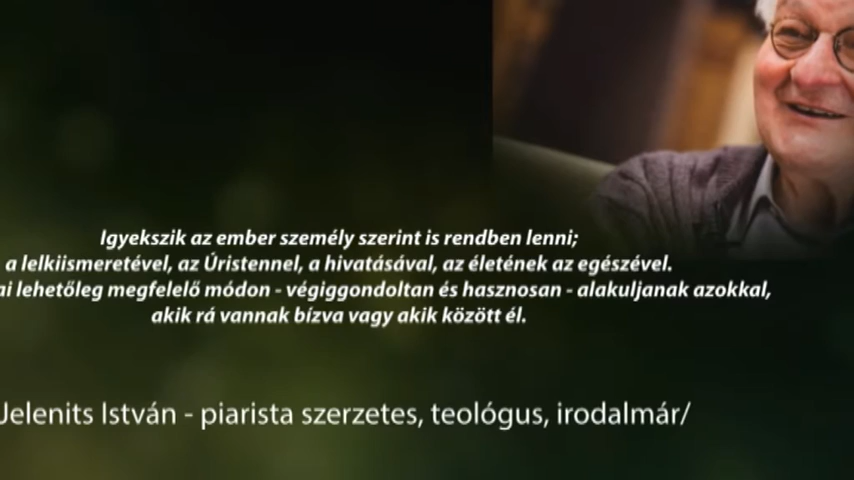 Igyekszik az ember személy szerint is rendben lenni;
a lelkiismeretével, az Úristennel, a hivatásával, az életének az egészével.
lehetőleg megfelelő módon - végiggondoltan és hasznosan - alakuljanak azokkal,
akik rá vannak bízva vagy akik között él.
Jelenits István - piarista szerzetes, teológus, irodalmár/